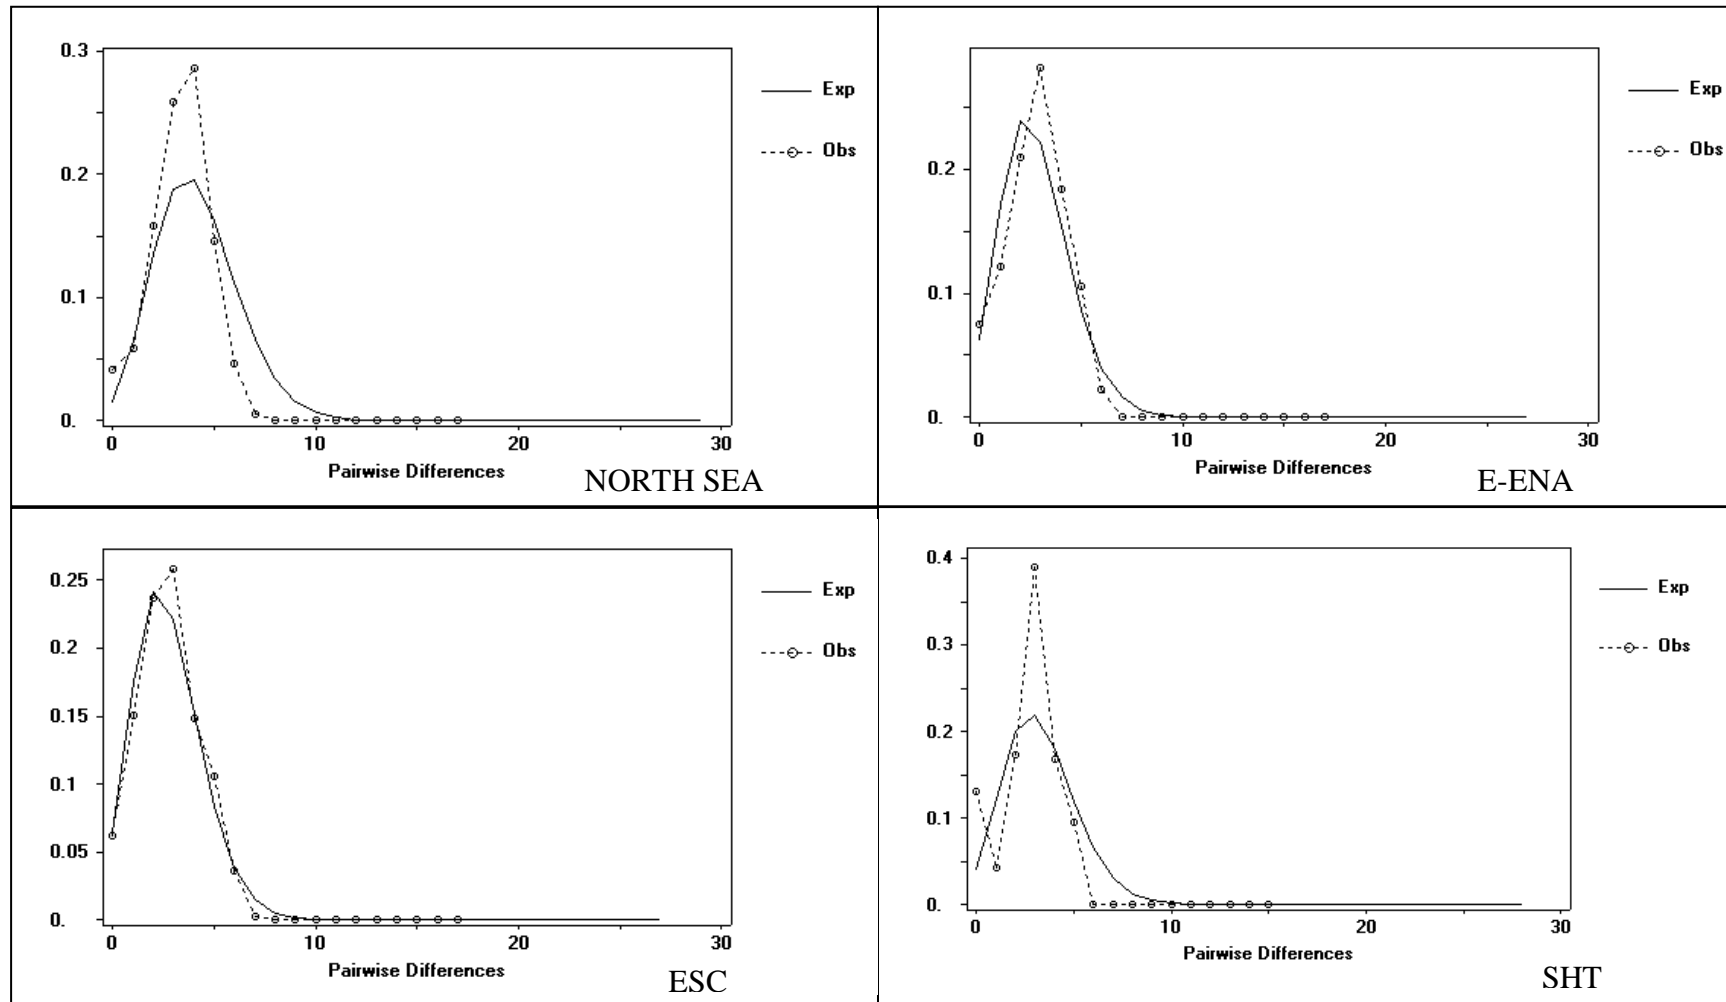 0.3
0.2
0.1
0.
0 10 20 30
Pairwise Differences
Exp
Obs
NORTH SEA
0.2
0.1
0.
0 10 20 30
Pairwise Differences
Exp
Obs
E-ENA
0.25
0.2
0.15
0.1
0.05
0.
0 10 20 30
Pairwise Differences
Exp
Obs
ESC
0.4
0.3
0.2
0.1
0.
0 10 20 30
Pairwise Differences
Exp
Obs
SHT